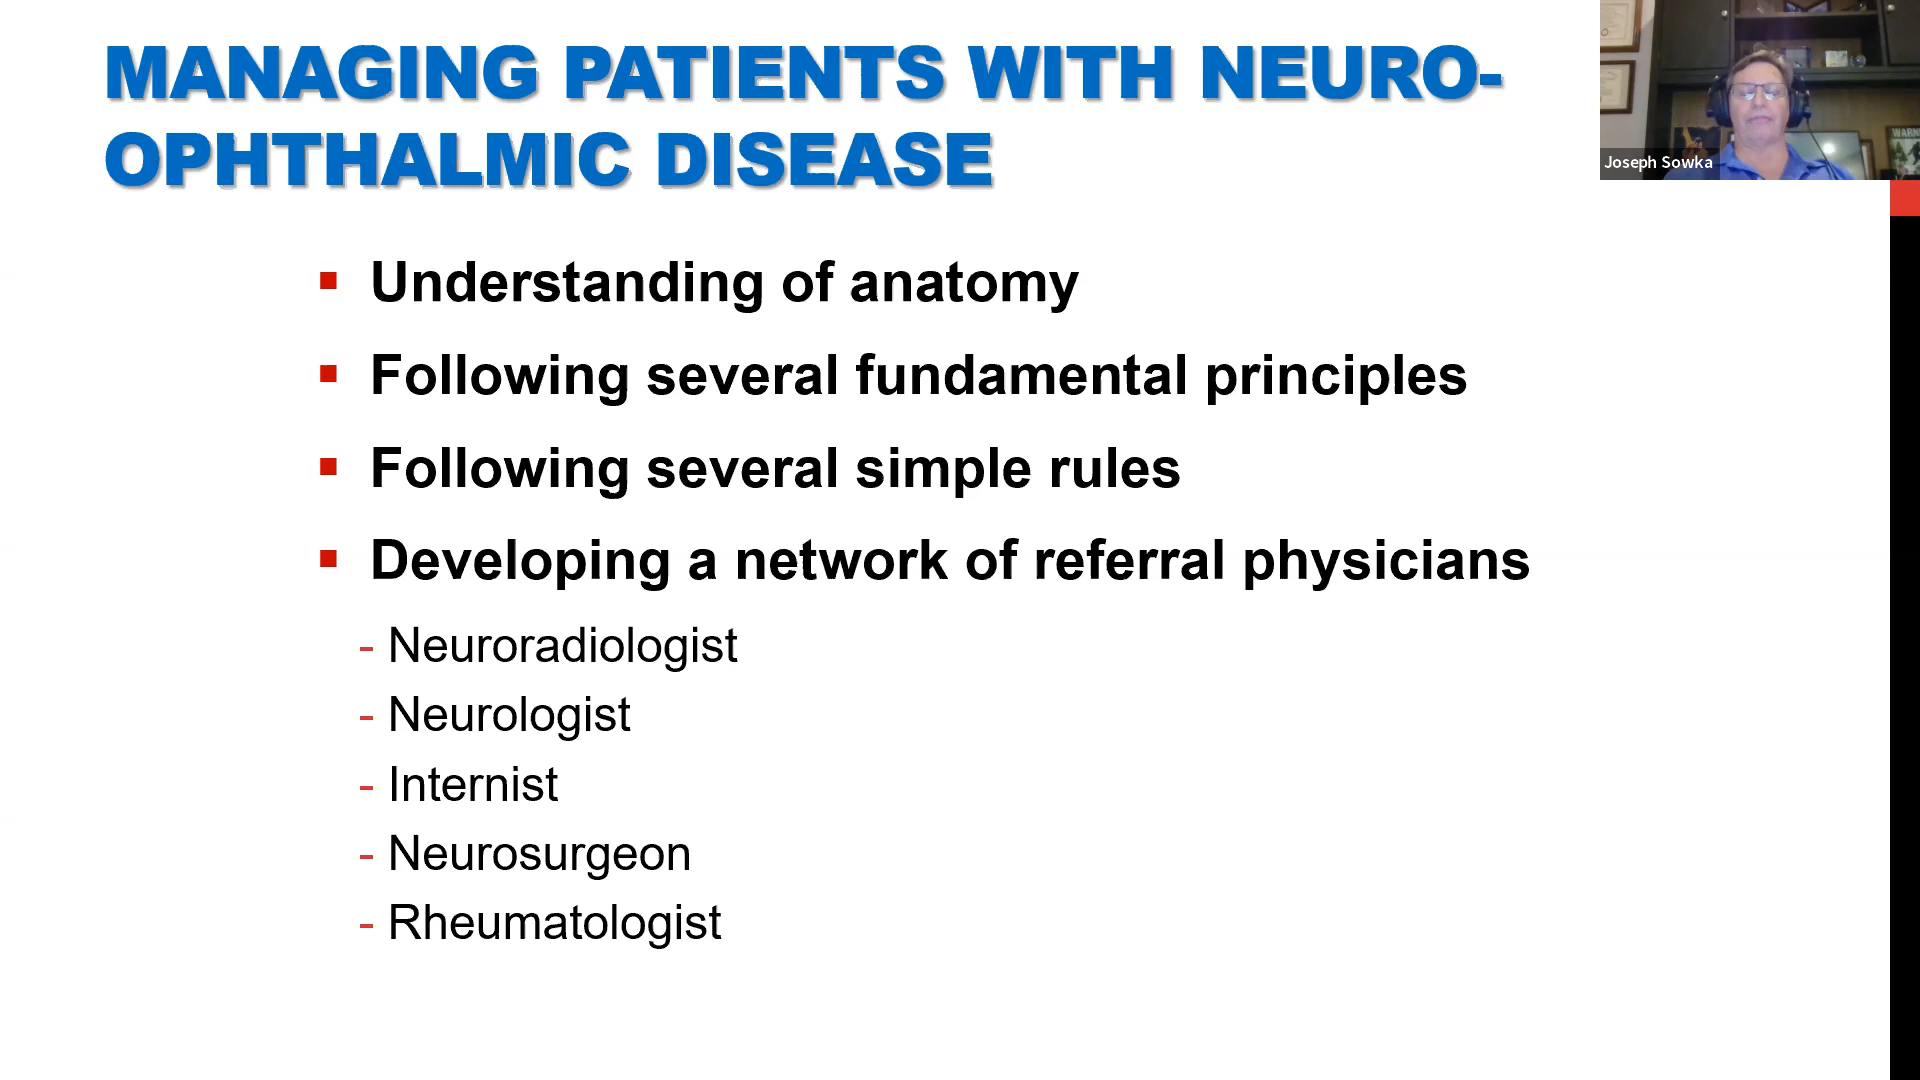 MANAGING PATIENTS WITH NEURO-
OPHTHALMIC DISEASE
Joseph Sowka
WARN
▪ Understanding of anatomy
▪ Following several fundamental principles
▪ Following several simple rules
▪ Developing a network of referral physicians
- Neuroradiologist
- Neurologist
- Internist
- Neurosurgeon
- Rheumatologist